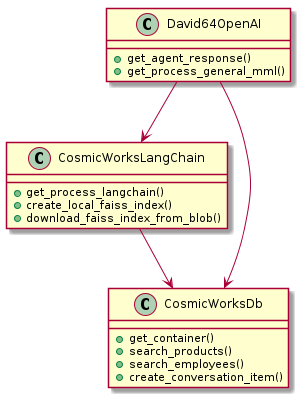 C David64OpenAI
get_agent_response()
get_process_general_mml()
C CosmicWorksLangChain
get_process_langchain()
create_local_faiss_index()
download_faiss_index_from_blob()
C CosmicWorksDb
get_container()
search_products()
search_employees()
create_conversation_item()